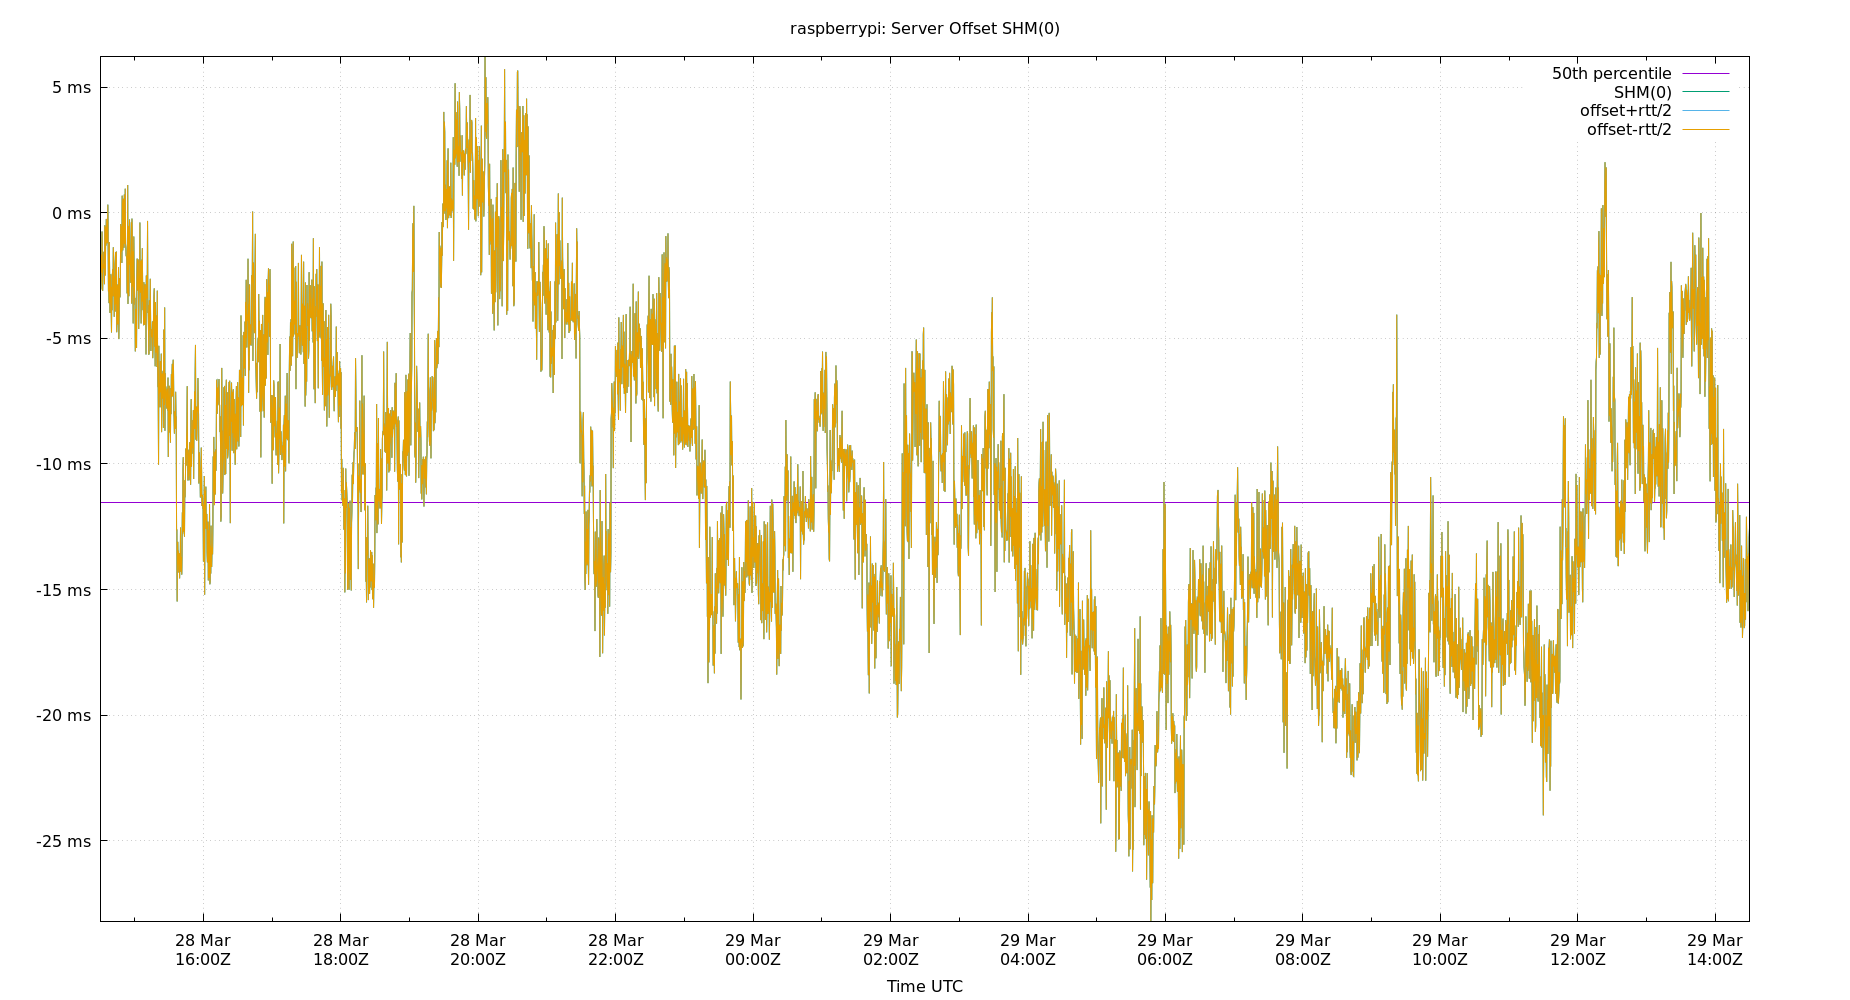 raspberrypi: Server Offset SHM(0)
50th percentile
SHM(0)
offset+rtt/2
offset-rtt/2
5 ms
0 ms
-5 ms
-10 ms
-15 ms
-20 ms
-25 ms
28 Mar 28 Mar 28 Mar 28 Mar 29 Mar 29 Mar 29 Mar 29 Mar 29 Mar 29 Mar 29 Mar 29 Mar
16:00Z 18:00Z 20:00Z 22:00Z 00:00Z 02:00Z 04:00Z 06:00Z 08:00Z 10:00Z 12:00Z 14:00Z
Time UTC